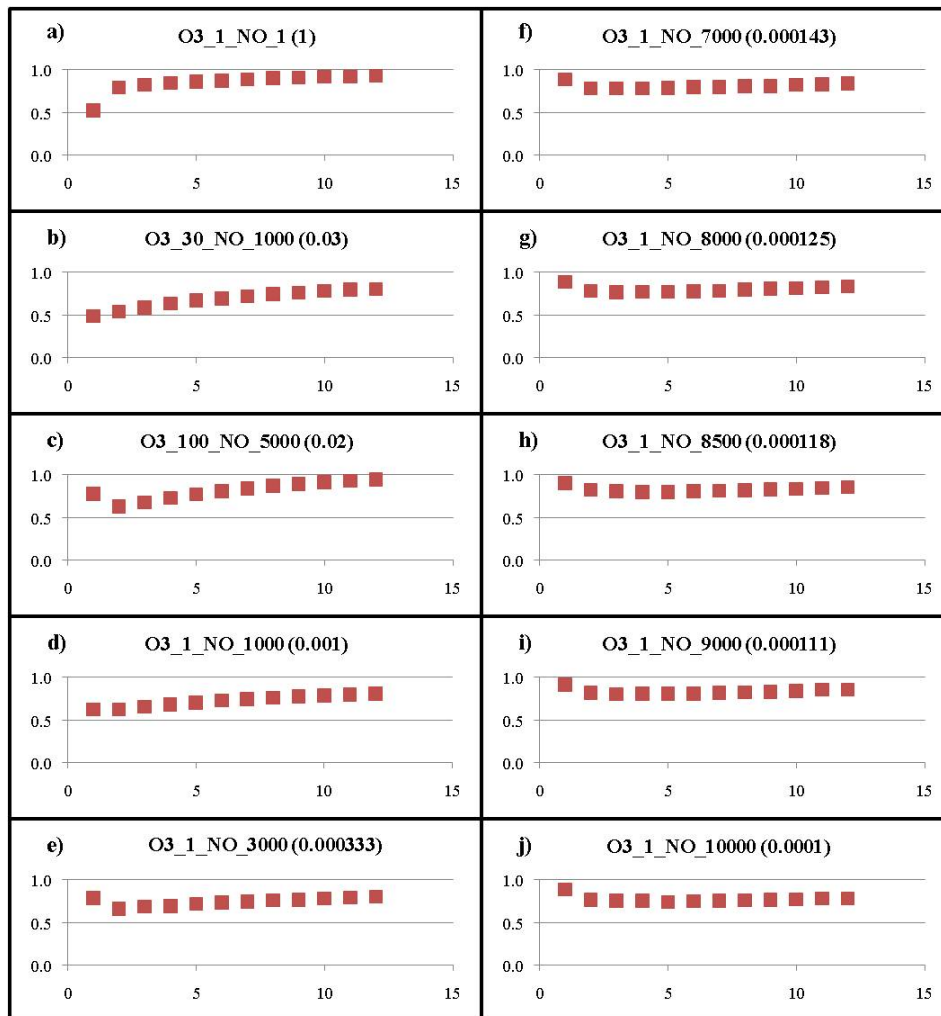 a) O3_1_NO_1 (1)
1.0
0.5
0.0
0 5 10 15
b) O3_30_NO_1000 (0.03)
1.0
0.5
0.0
0 5 10 15
c) O3_100_NO_5000 (0.02)
1.0
0.5
0.0
0 5 10 15
d) O3_1_NO_1000 (0.001)
1.0
0.5
0.0
0 5 10 15
e) O3_1_NO_3000 (0.000333)
1.0
0.5
0.0
0 5 10 15
f) O3_1_NO_7000 (0.000143)
1.0
0.5
0.0
0 5 10 15
g) O3_1_NO_8000 (0.000125)
1.0
0.5
0.0
0 5 10 15
h) O3_1_NO_8500 (0.000118)
1.0
0.5
0.0
0 5 10 15
i) O3_1_NO_9000 (0.000111)
1.0
0.5
0.0
0 5 10 15
j) O3_1_NO_10000 (0.0001)
1.0
0.5
0.0
0 5 10 15